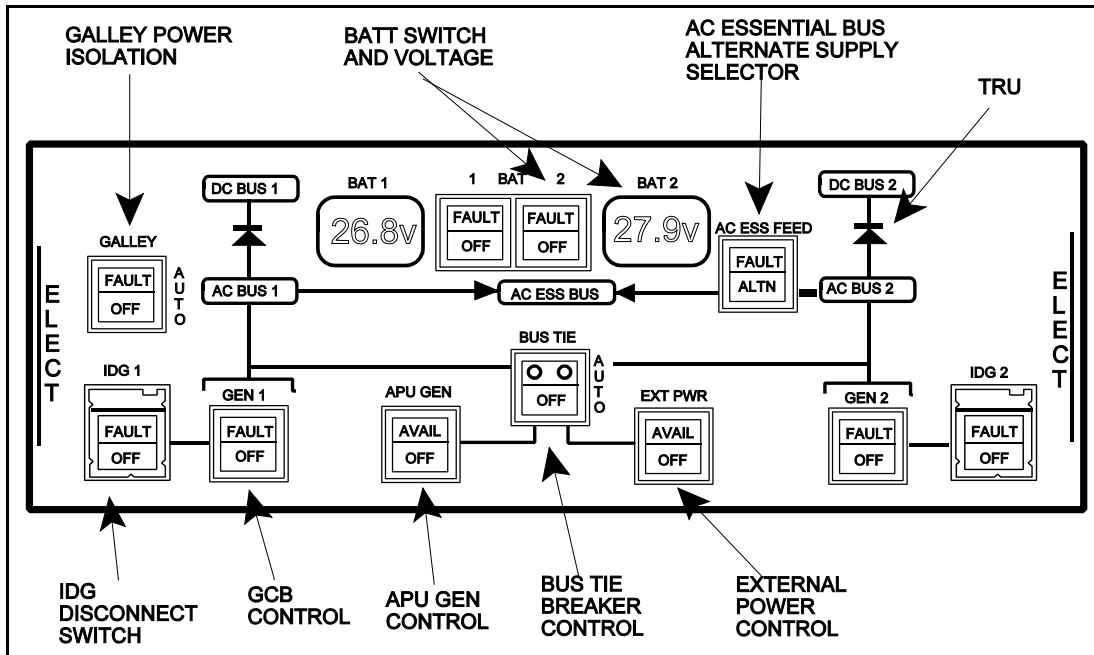 GALLEY POWER
ISOLATION
BATT SWITCH
AND VOLTAGE
AC ESSENTIAL BUS
ALTERNATE SUPPLY
SELECTOR
TRU
DC BUS 1
BAT 1
1 BAT 2
BAT 2
DC BUS 2
26.8v
FAULT
OFF
FAULT
OFF
27.9v
AC ESS FEED
FAULT
ALTN
GALLEY
FAULT
OFF
AUTO
AC BUS 1
AC ESS BUS
AC BUS 2
ELECT
ELECT
BUS TIE
OFF
AUTO
IDG 1
FAULT
OFF
GEN 1
FAULT
OFF
APU GEN
AVAIL
OFF
EXT PWR
AVAIL
OFF
GEN 2
FAULT
OFF
IDG 2
FAULT
OFF
IDG
DISCONNECT
SWITCH
GCB
CONTROL
APU GEN
CONTROL
BUS TIE
BREAKER
CONTROL
EXTERNAL
POWER
CONTROL